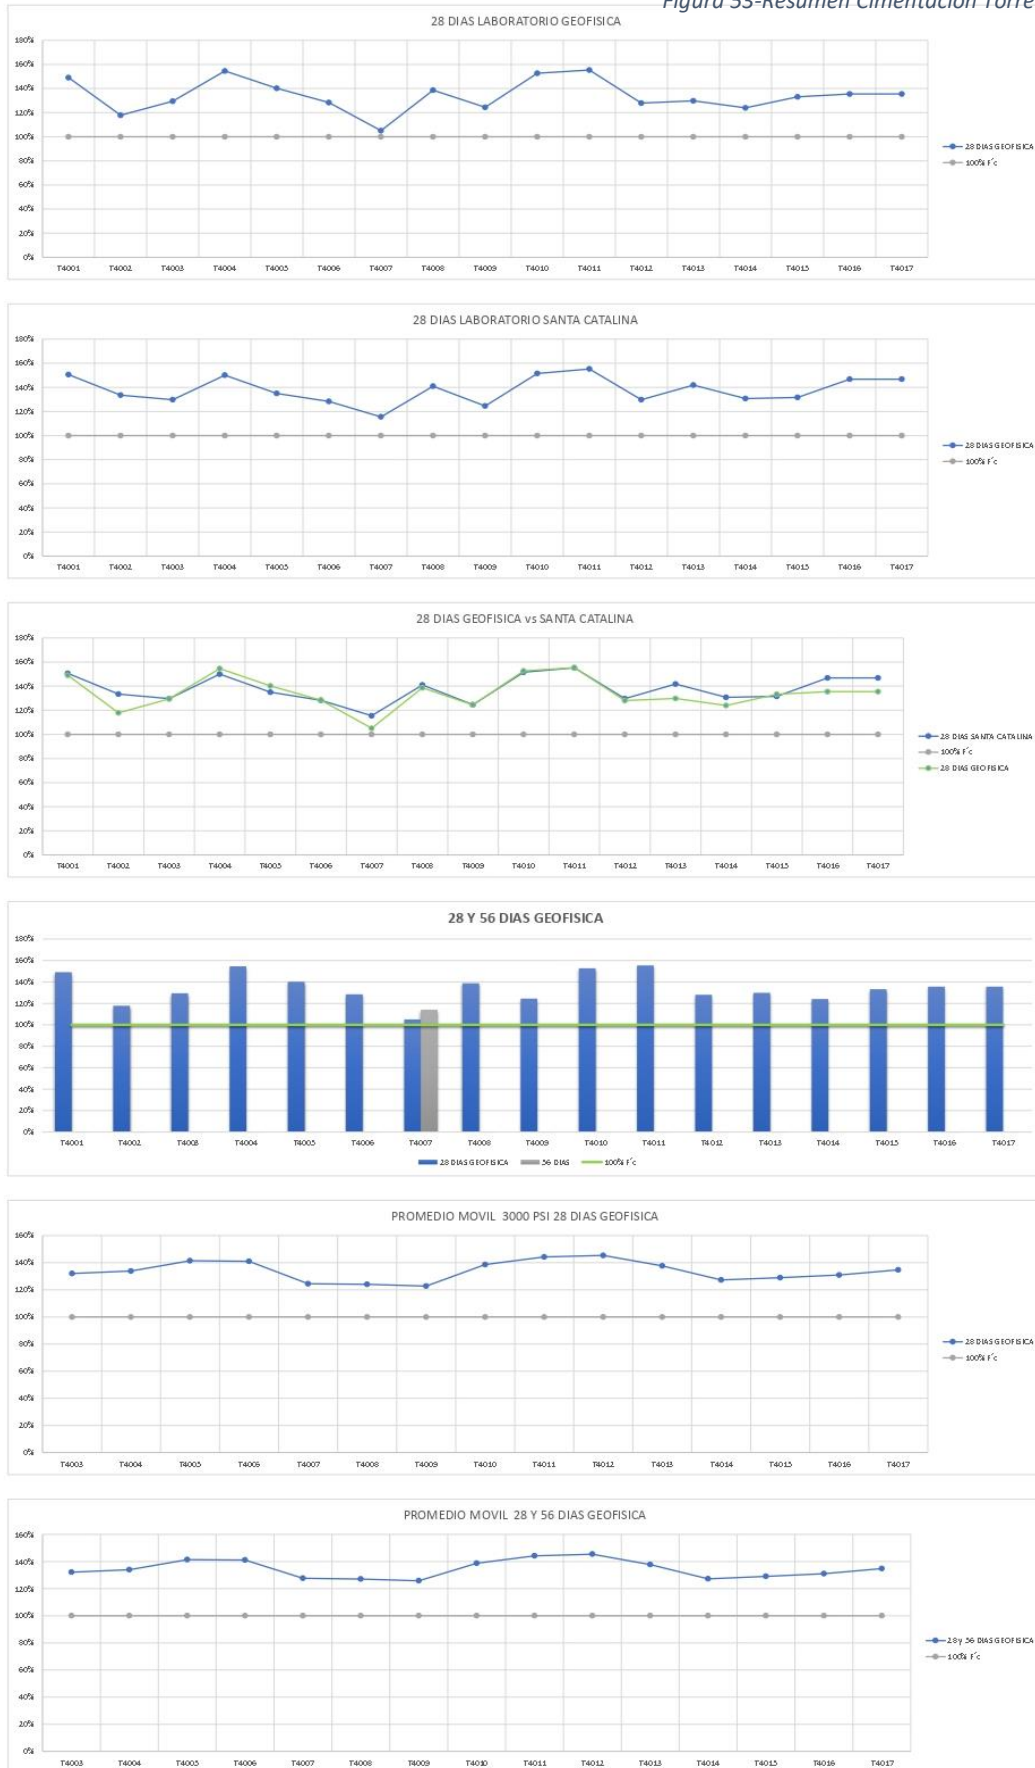 Figura 53-Resumen Cimentación Torre
28 DIAS LABORATORIO GEOFISICA
180%
160%
140%
120%
100%
80%
60%
40%
20%
0%
28 DIAS GEOFISICA
100% F´c
T4001 T4002 T4003 T4004 T4005 T4006 T4007 T4008 T4009 T4010 T4011 T4012 T4013 T4014 T4015 T4016 T4017
28 DIAS LABORATORIO SANTA CATALINA
180%
160%
140%
120%
100%
80%
60%
40%
20%
0%
28 DIAS GEOFISICA
100% F´c
T4001 T4002 T4003 T4004 T4005 T4006 T4007 T4008 T4009 T4010 T4011 T4012 T4013 T4014 T4015 T4016 T4017
28 DIAS GEOFISICA vs SANTA CATALINA
180%
160%
140%
120%
100%
80%
60%
40%
20%
0%
28 DIAS SANTA CATALINA
100% F´c
28 DIAS GEOFISICA
T4001 T4002 T4003 T4004 T4005 T4006 T4007 T4008 T4009 T4010 T4011 T4012 T4013 T4014 T4015 T4016 T4017
28 Y 56 DIAS GEOFISICA
180%
160%
140%
120%
100%
80%
60%
40%
20%
0%
T4001 T4002 T4003 T4004 T4005 T4006 T4007 T4008 T4009 T4010 T4011 T4012 T4013 T4014 T4015 T4016 T4017
28 DIAS GEOFISICA 56 DIAS 100% F´c
PROMEDIO MOVIL 3000 PSI 28 DIAS GEOFISICA
160%
140%
120%
100%
80%
60%
40%
20%
0%
28 DIAS GEOFISICA
100% F´c
T4003 T4004 T4005 T4006 T4007 T4008 T4009 T4010 T4011 T4012 T4013 T4014 T4015 T4016 T4017
PROMEDIO MOVIL 28 Y 56 DIAS GEOFISICA
160%
140%
120%
100%
80%
60%
40%
20%
0%
28 y 56 DIAS GEOFISICA
100% F´c
T4003 T4004 T4005 T4006 T4007 T4008 T4009 T4010 T4011 T4012 T4013 T4014 T4015 T4016 T4017